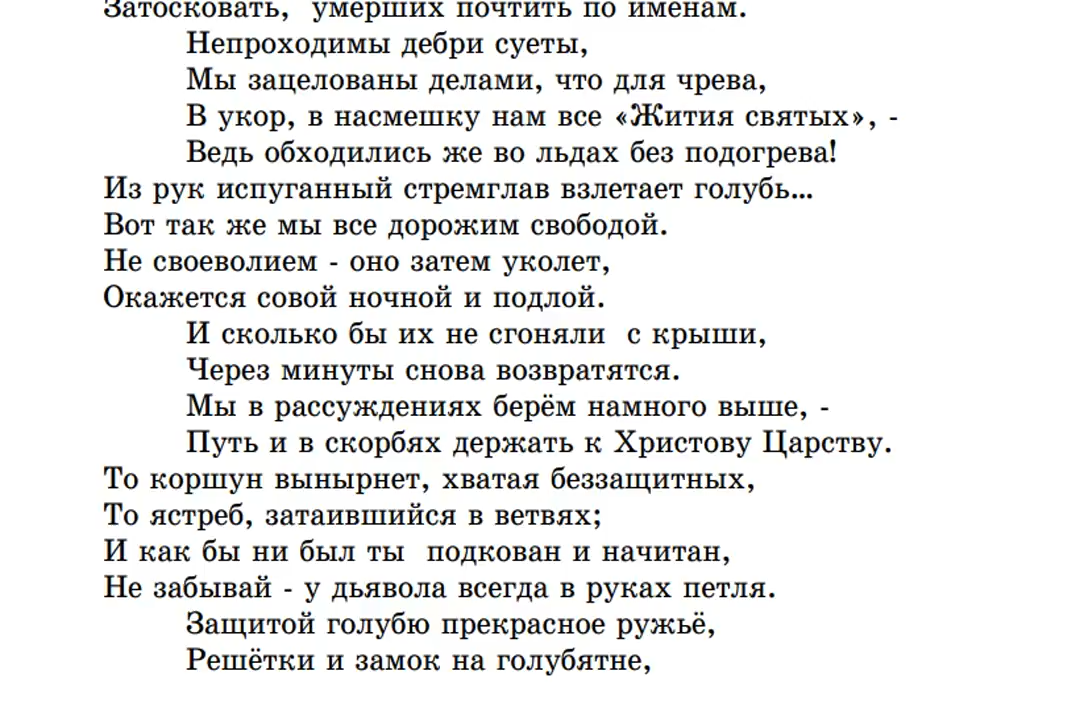 Затосковать,  умерших почтить по именам.
Непроходимы дебри суеты,
Мы зацелованы делами, что для чрева,
В укор, в насмешку нам все «Жития святых», -
Ведь обходились же во льдах без подогрева!
Из рук испуганный стремглав взлетает голубь...
Вот так же мы все дорожим свободой.
Не своеволием - оно затем уколет,
Окажется совой ночной и подлой.
И сколько бы их не сгоняли  с крыши,
Через минуты снова возвратятся.
Мы в рассуждениях берём намного выше, -
Путь и в скорбях держать к Христову Царству.
То коршун вынырнет, хватая беззащитных,
То ястреб, затаившийся в ветвях;
И как бы ни был ты  подкован и начитан,
Не забывай - у дьявола всегда в руках петля.
Защитой голубю прекрасное ружьё,
Решётки и замок на голубятне,